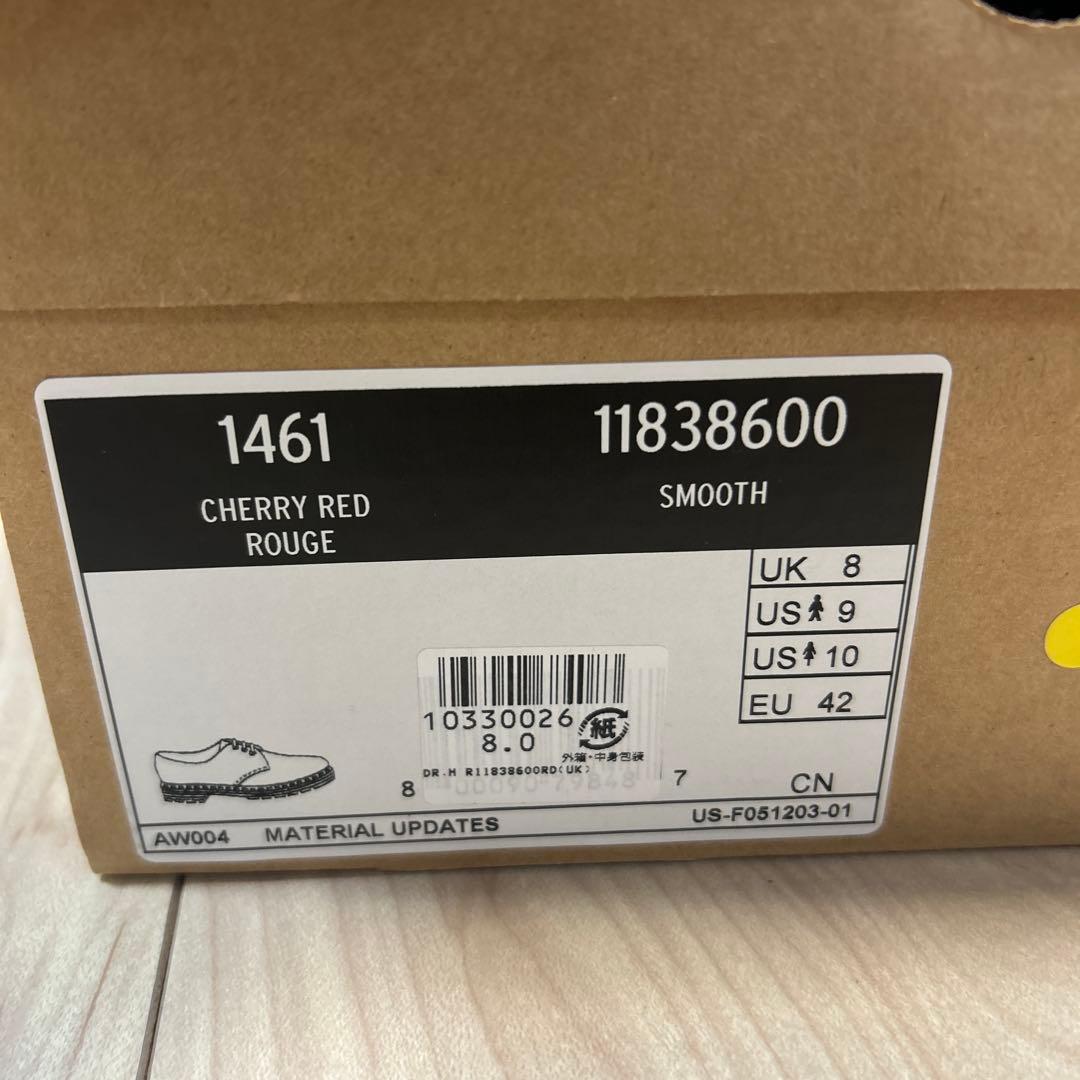 1461
11838600
CHERRY RED
ROUGE
SMOOTH
UK 8
US 9
US 10
EU 42
10330026
8.0
紙
外箱・中身包装
DR.M R11838600RD(UK)
8
7
CN
AW004 MATERIAL UPDATES
US-F051203-01